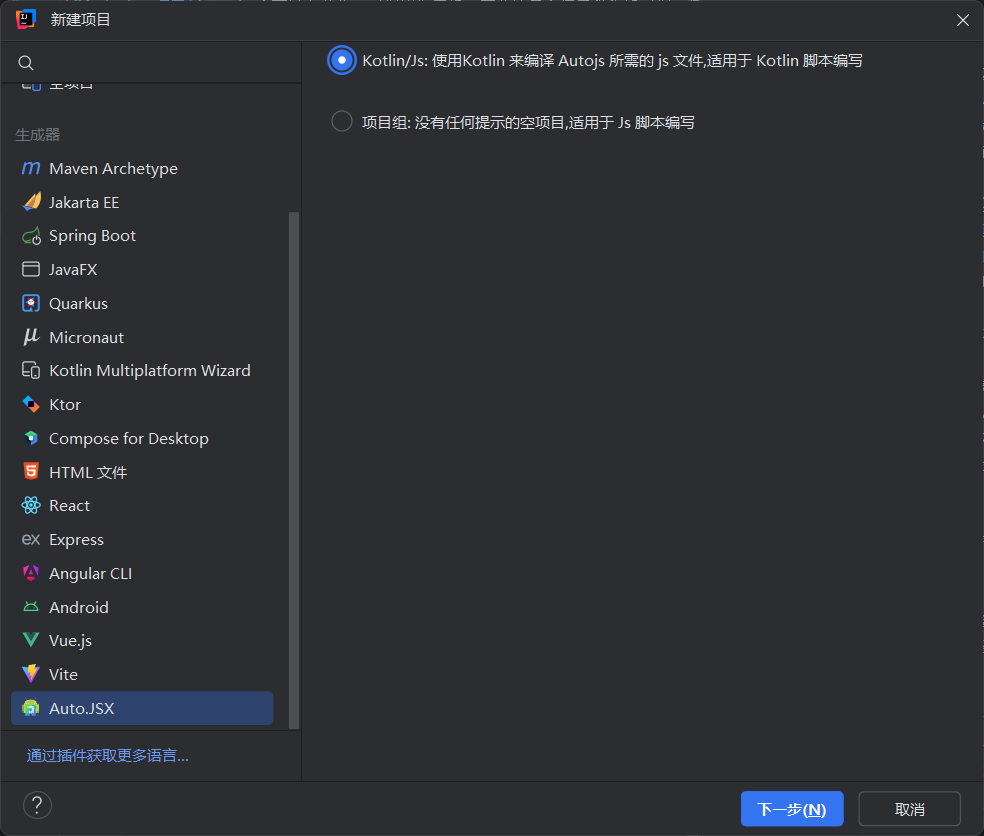 新建项目
空项目
生成器
Maven Archetype
Jakarta EE
Spring Boot
JavaFX
Quarkus
Micronaut
Kotlin Multiplatform Wizard
Ktor
Compose for Desktop
HTML 文件
React
Express
Angular CLI
Android
Vue.js
Vite
Auto.JSX
通过插件获取更多语言...
Kotlin/Js: 使用Kotlin 来编译 Autojs 所需的 js 文件,适用于 Kotlin 脚本编写
项目组: 没有任何提示的空项目,适用于 Js 脚本编写
?
下一步(N)
取消